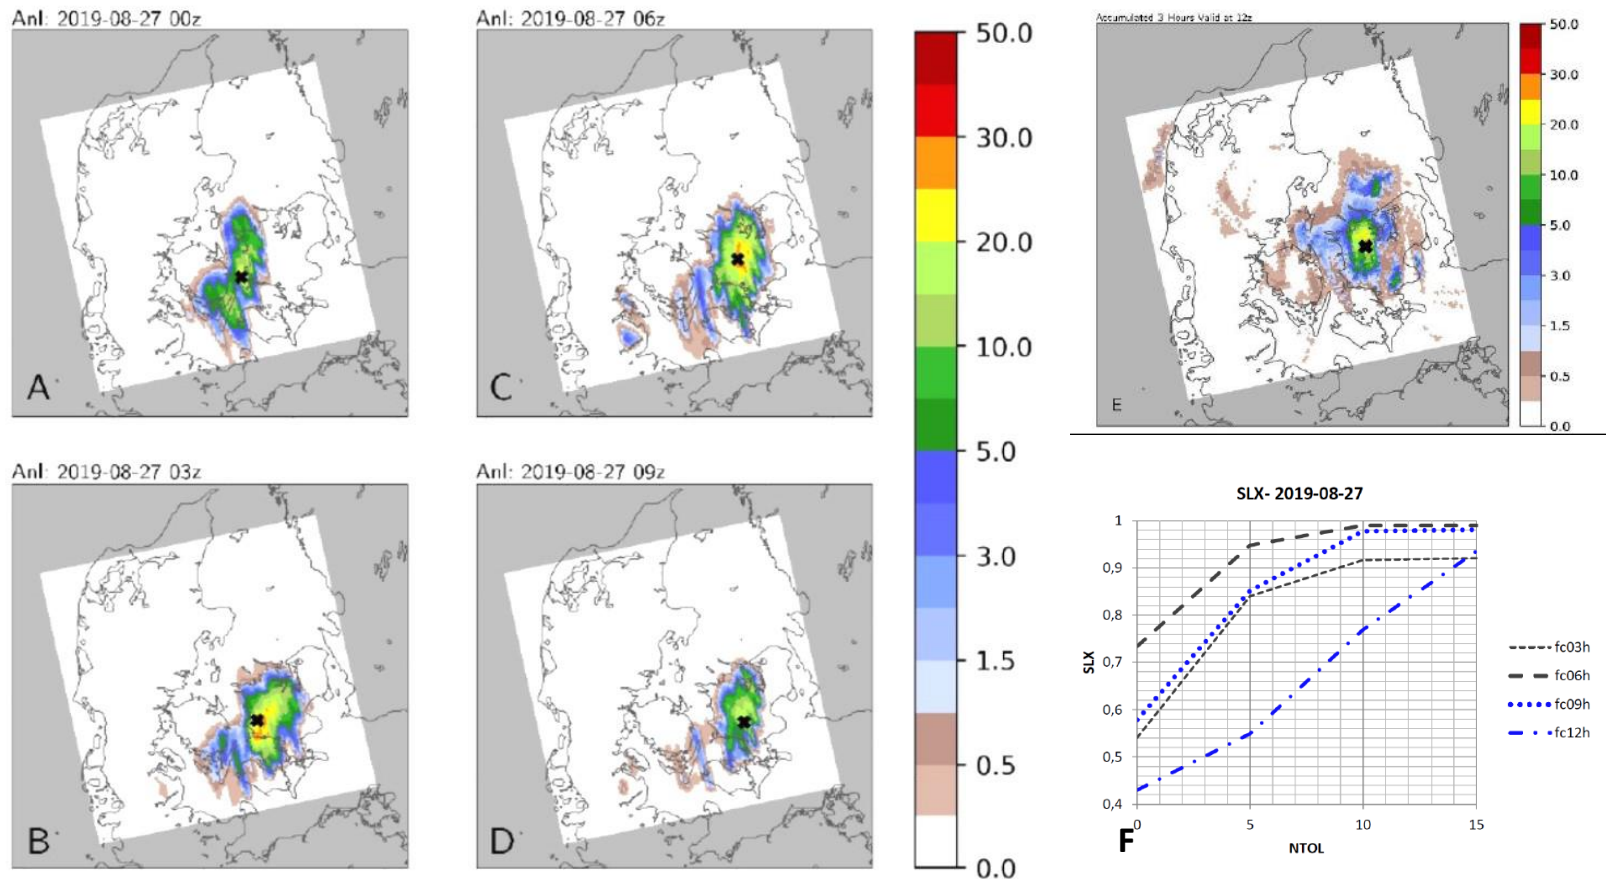 Anl: 2019-08-27 00z
A
Anl: 2019-08-27 06z
C
50.0
30.0
20.0
10.0
5.0
3.0
1.5
0.5
0.0
Accumulated 3 Hours Valid at 12z
E
50.0
30.0
20.0
10.0
5.0
3.0
1.5
0.5
0.0
Anl: 2019-08-27 03z
B
Anl: 2019-08-27 09z
D
SLX- 2019-08-27
1
0,9
0,8
0,7
0,6
0,5
0,4
SLX
0
5
10
15
NTOL
fc03h
fc06h
fc09h
fc12h
F